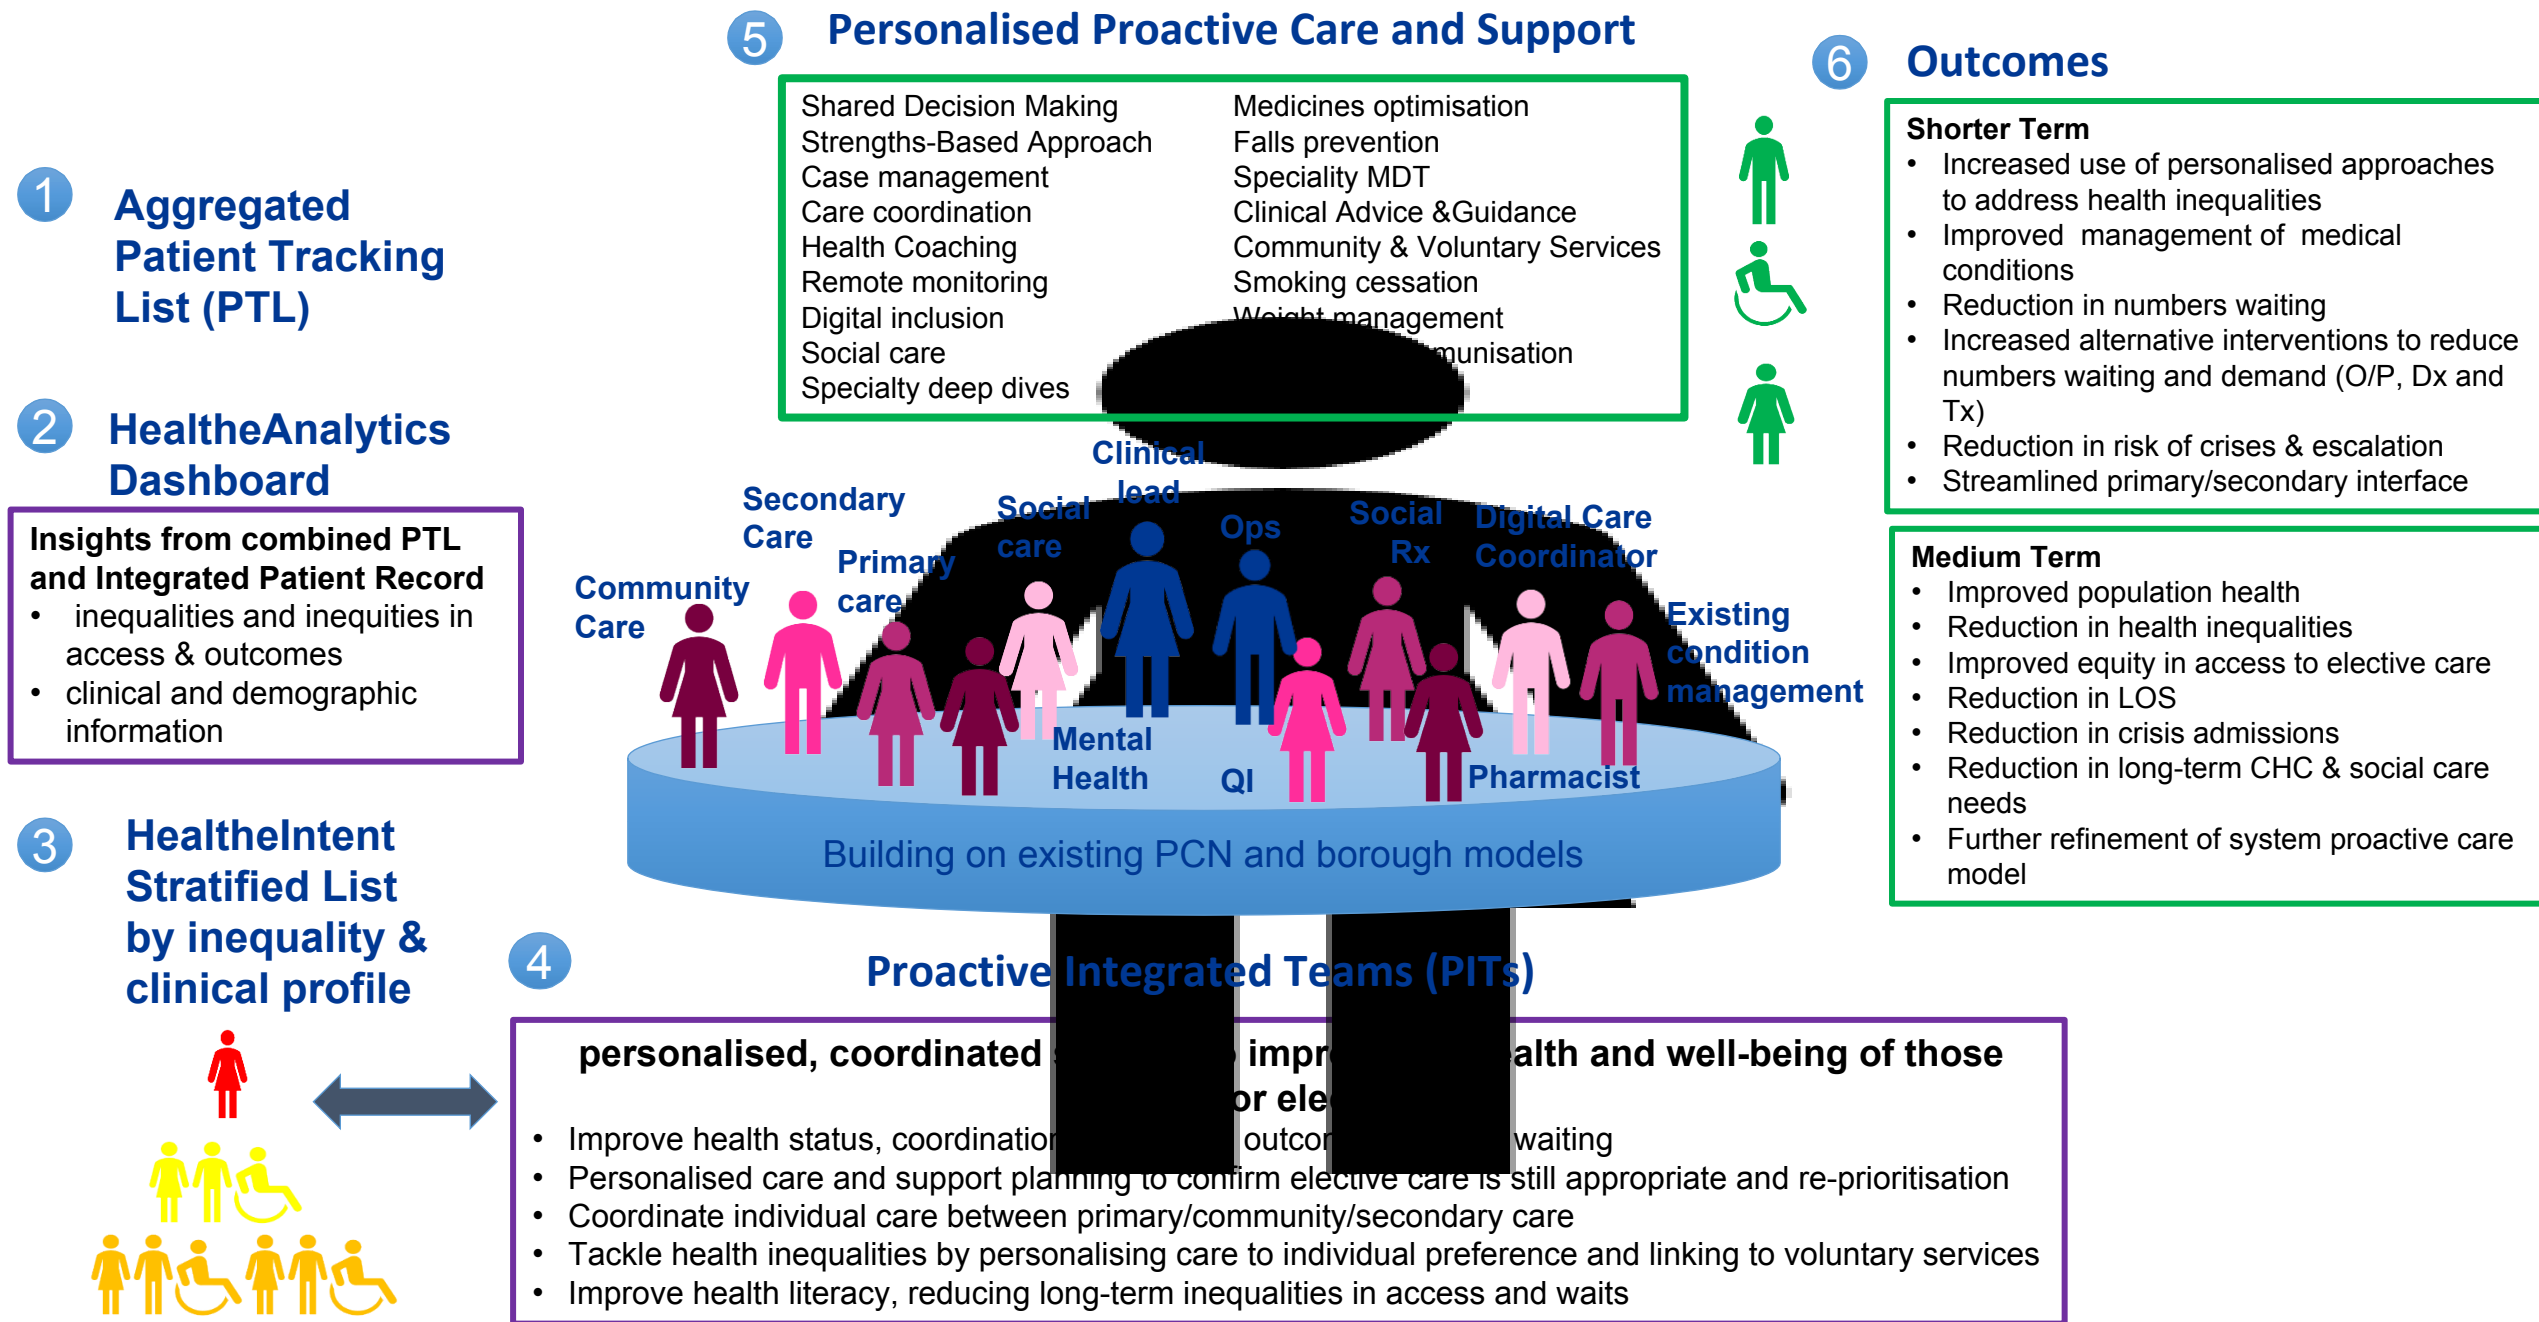 1
Aggregated
Patient Tracking
List (PTL)
2
HealtheAnalytics
Dashboard
Insights from combined PTL
and Integrated Patient Record
• inequalities and inequities in
access & outcomes
• clinical and demographic
information
3
HealtheIntent
Stratified List
by inequality &
clinical profile
5
Personalised Proactive Care and Support
Shared Decision Making
Strengths-Based Approach
Case management
Care coordination
Health Coaching
Remote monitoring
Digital inclusion
Social care
Specialty deep dives
Medicines optimisation
Falls prevention
Speciality MDT
Clinical Advice &Guidance
Community & Voluntary Services
Smoking cessation
Weight management
Clinical
lead
Secondary
Care
Social
care
Ops
Social
Rx
Digital Care
Coordinator
Primary
care
Community
Care
Existing
condition
management
Mental
Health
QI
Pharmacist
Building on existing PCN and borough models
4
Proactive Integrated Teams (PITs)
personalised, coordinated and well-being of those
or
• Improve health status, waiting
• Personalised care and support planning to confirm elective care is still appropriate and re-prioritisation
• Coordinate individual care between primary/community/secondary care
• Tackle health inequalities by personalising care to individual preference and linking to voluntary services
• Improve health literacy, reducing long-term inequalities in access and waits
6
Outcomes
Shorter Term
• Increased use of personalised approaches
to address health inequalities
• Improved management of medical
conditions
• Reduction in numbers waiting
• Increased alternative interventions to reduce
numbers waiting and demand (O/P, Dx and
Tx)
• Reduction in risk of crises & escalation
• Streamlined primary/secondary interface
Medium Term
• Improved population health
• Reduction in health inequalities
• Improved equity in access to elective care
• Reduction in LOS
• Reduction in crisis admissions
• Reduction in long-term CHC & social care
needs
• Further refinement of system proactive care
model